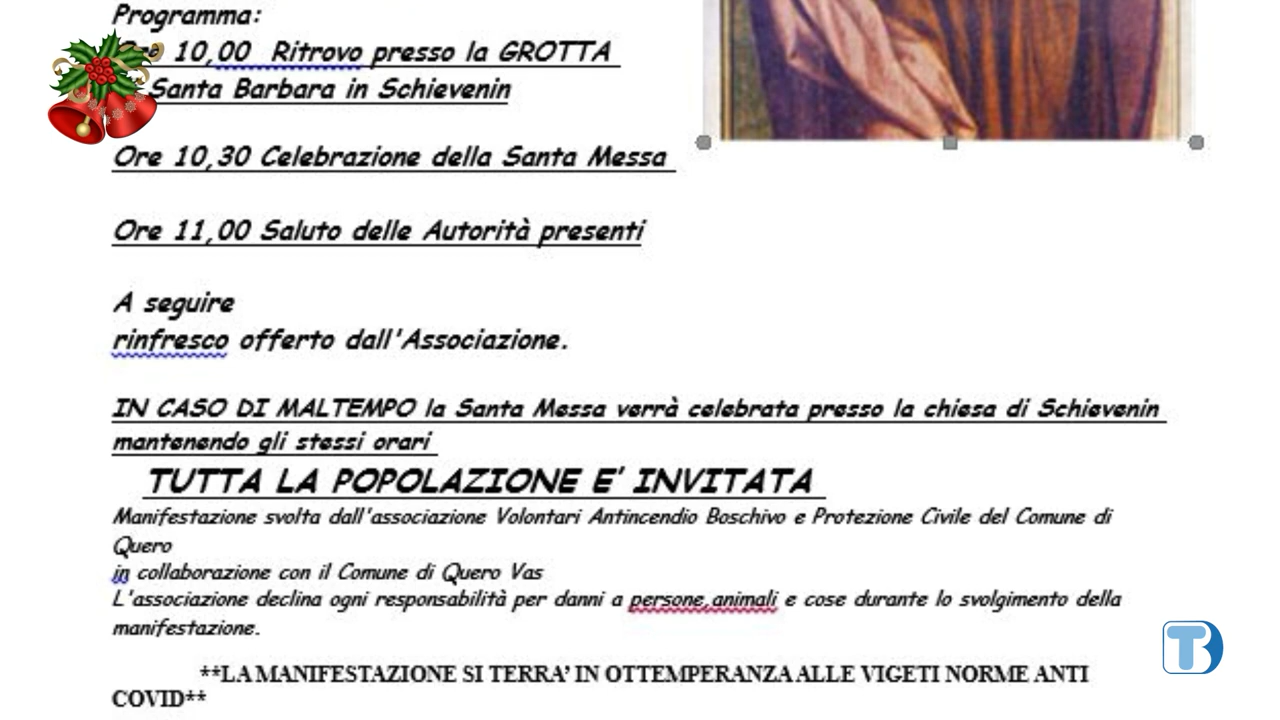 Programma:
Ore 10,00 Ritrovo presso la GROTTA
Santa Barbara in Schievenin
Ore 10,30 Celebrazione della Santa Messa
Ore 11,00 Saluto delle Autorità presenti
A seguire
rinfresco offerto dall'Associazione.
IN CASO DI MALTEMPO la Santa Messa verrà celebrata presso la chiesa di Schievenin
mantenendo gli stessi orari
TUTTA LA POPOLAZIONE E' INVITATA
Manifestazione svolta dall'associazione Volontari Antincendio Boschivo e Protezione Civile del Comune di
Quero
in collaborazione con il Comune di Quero Vas
L'associazione declina ogni responsabilità per danni a persone,animali e cose durante lo svolgimento della
manifestazione.
**LA MANIFESTAZIONE SI TERRA' IN OTTEMPERANZA ALLE VIGETI NORME ANTI
COVID**
TB